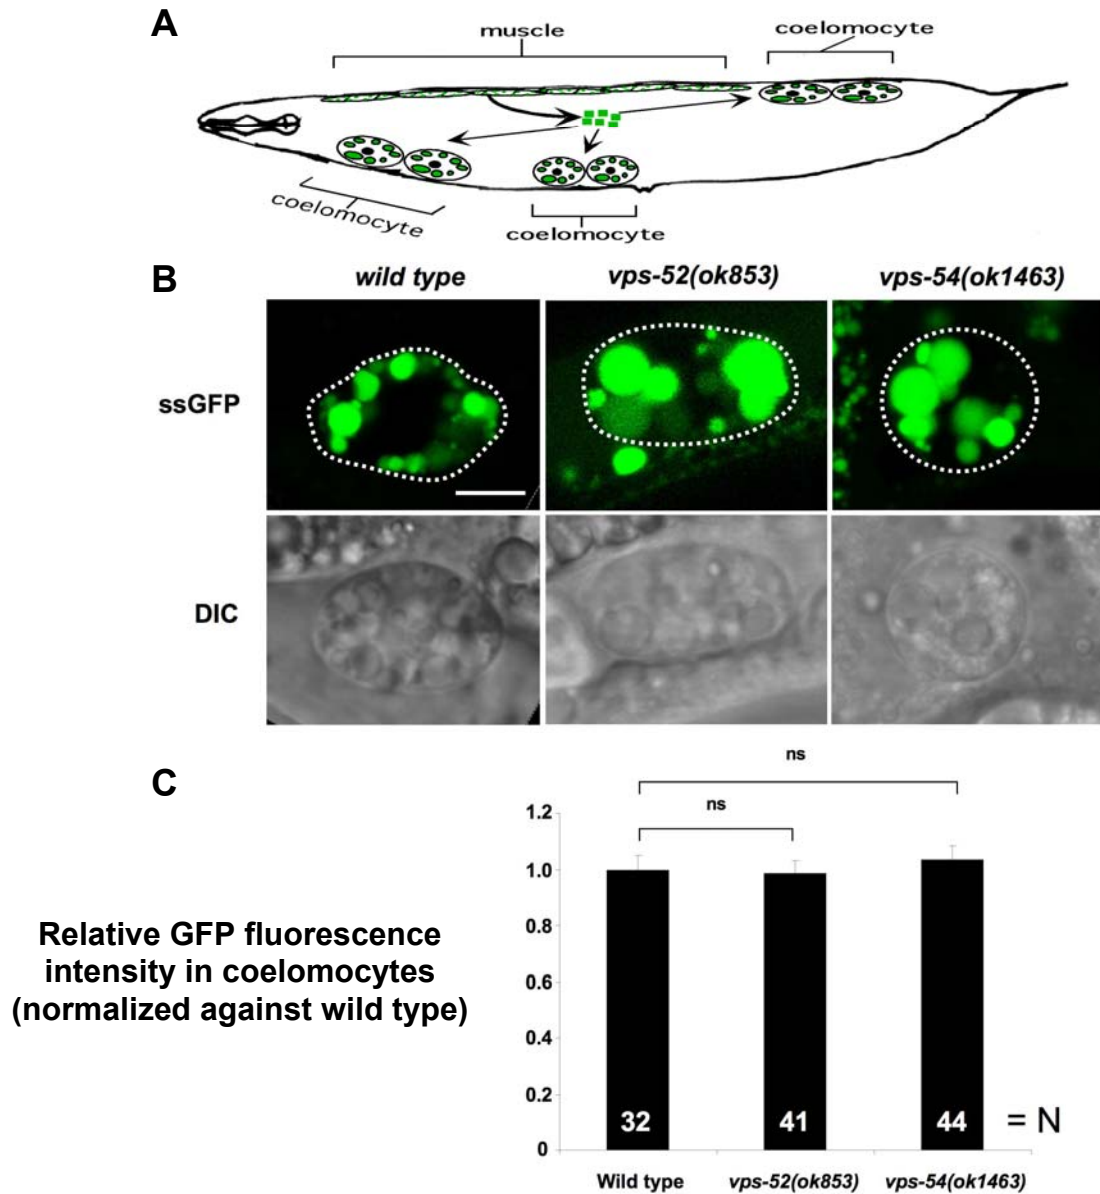 A
muscle
coelomocyte
coelomocyte
coelomocyte
B
wild type
vps-52(ok853)
vps-54(ok1463)
ssGFP
DIC
C
ns
ns
Relative GFP fluorescence
intensity in coelomocytes
(normalized against wild type)
1.2
1.0
0.8
0.6
0.4
0.2
0
32
41
44
= N
Wild type
vps-52(ok853)
vps-54(ok1463)